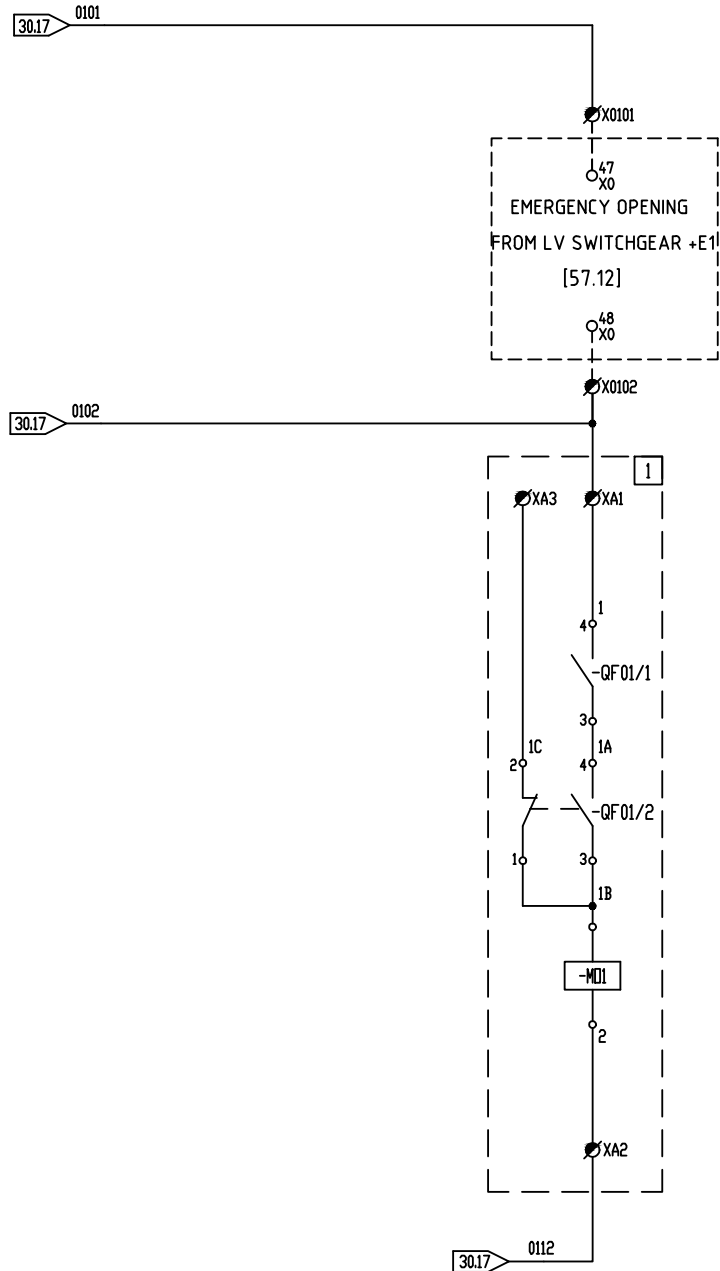 0101
30.17
X0101
47
X0
EMERGENCY OPENING
FROM LV SWITCHGEAR +E1
[57.12]
48
X0
X0102
0102
30.17
1
XA3
XA1
1
4
-QF01/1
3
1C
1A
2
4
-QF01/2
1
3
1B
-MO1
2
XA2
0112
30.17